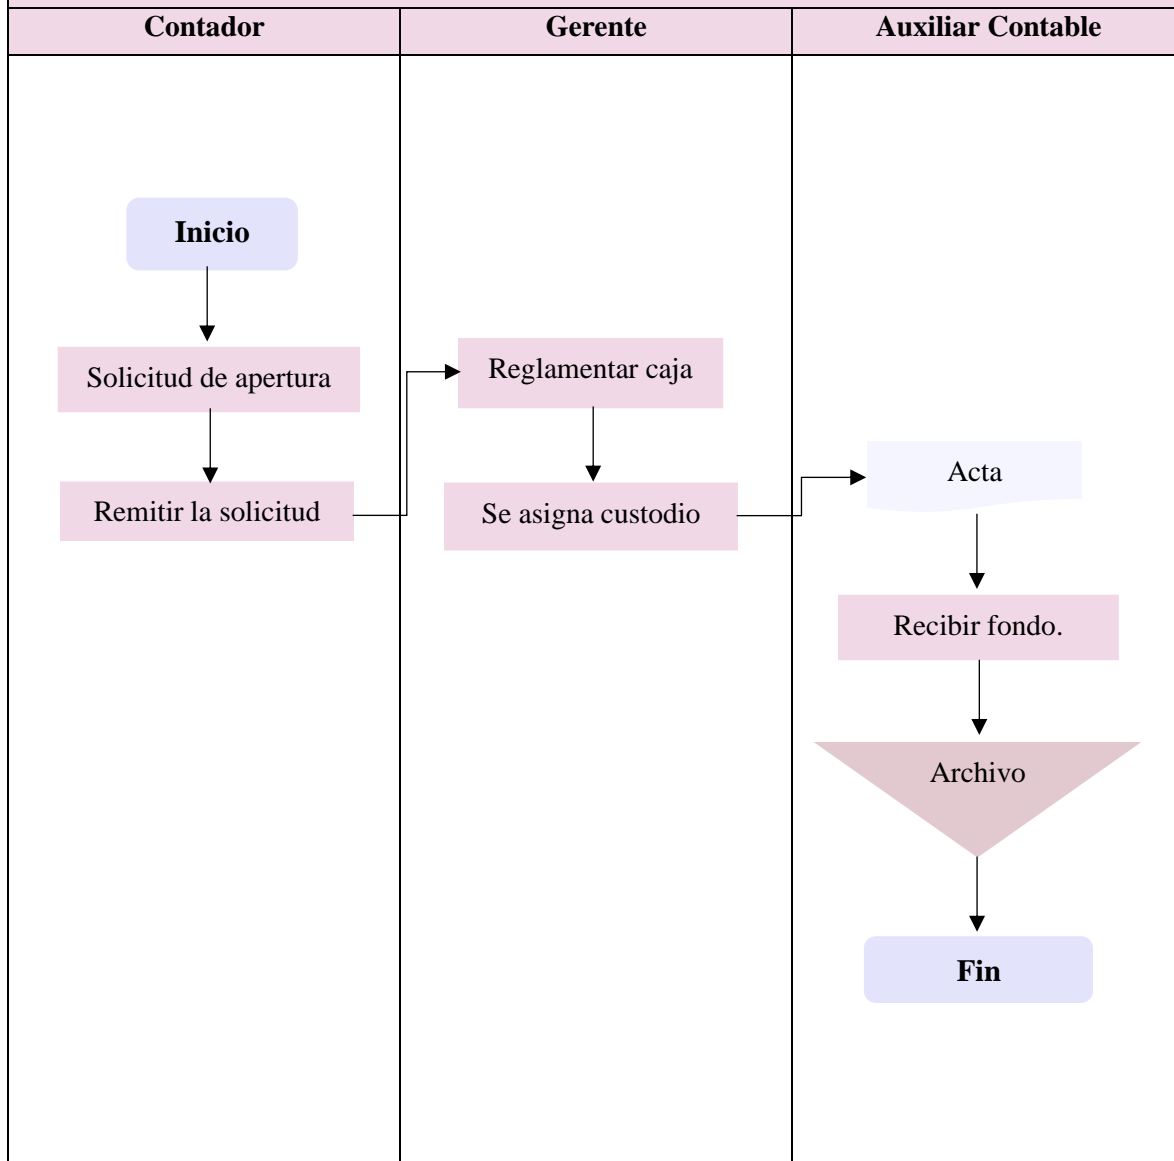 Contador
Gerente
Auxiliar Contable
Inicio
Solicitud de apertura
Remitir la solicitud
Reglamentar caja
Se asigna custodio
Acta
Recibir fondo.
Archivo
Fin